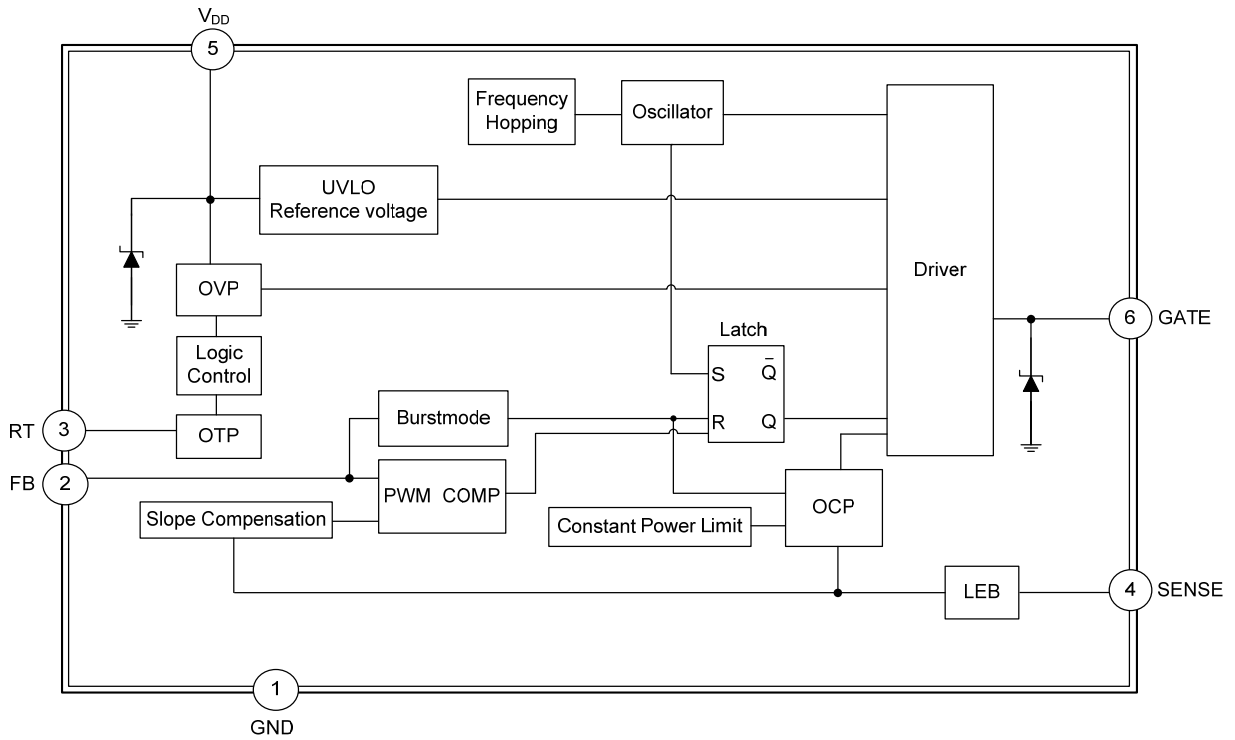 VDD
5
Frequency
Hopping
Oscillator
UVLO
Reference voltage
Driver
OVP
6
GATE
Latch
Logic
Control
S
Q̅
Burstmode
R
Q
RT
3
OTP
FB
2
PWM COMP
OCP
Slope Compensation
Constant Power Limit
LEB
4
SENSE
1
GND